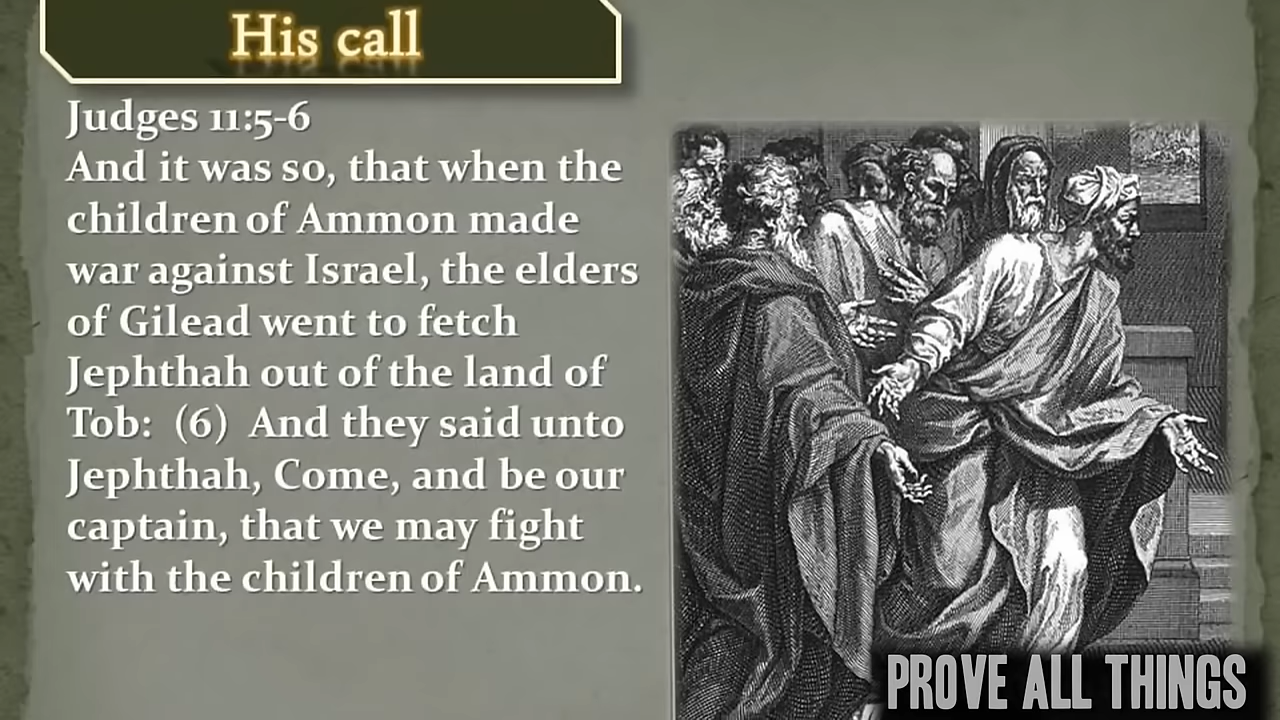 His call
Judges 11:5-6
And it was so, that when the
children of Ammon made
war against Israel, the elders
of Gilead went to fetch
Jephthah out of the land of
Tob: (6) And they said unto
Jephthah, Come, and be our
captain, that we may fight
with the children of Ammon.
PROVE ALL THINGS